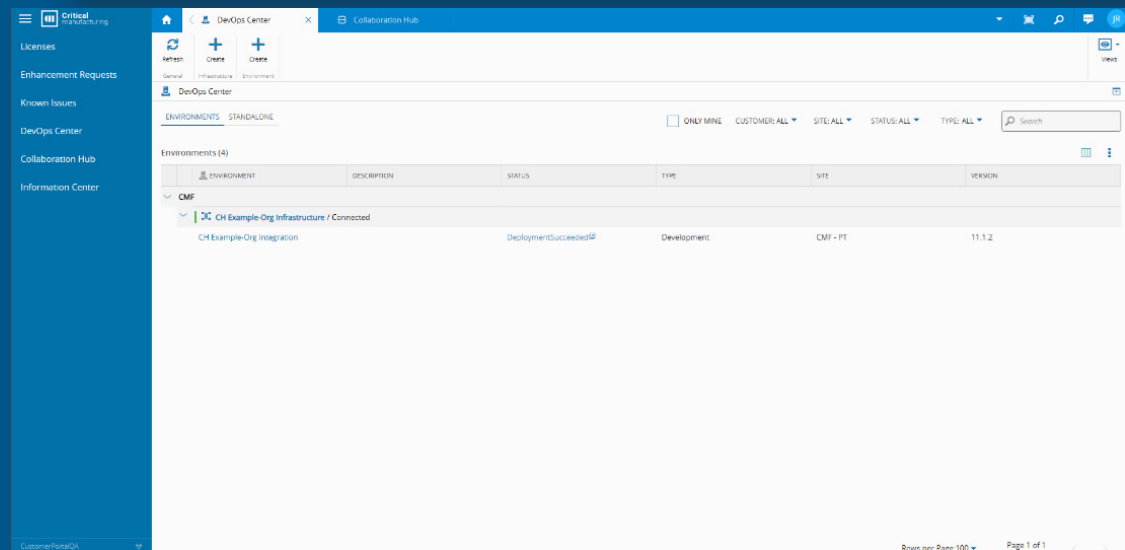 Critical
manufacturing
DevOps Center
Collaboration Hub
JR
Licenses
Enhancement Requests
Known Issues
DevOps Center
Collaboration Hub
Information Center
Refresh
Create
Create
Views
General
Infrastructure
Environment
DevOps Center
ENVIRONMENTS STANDALONE
ONLY MINE CUSTOMER: ALL SITE: ALL STATUS: ALL TYPE: ALL Search
Environments (4)
ENVIRONMENT DESCRIPTION STATUS TYPE SITE VERSION
CMF
CH Example-Org Infrastructure / Connected
CH Example-Org Integration DeploymentSucceeded Development CMF - PT 11.1.2
CustomerPortalQA
Rows per Page: 100 Page 1 of 1